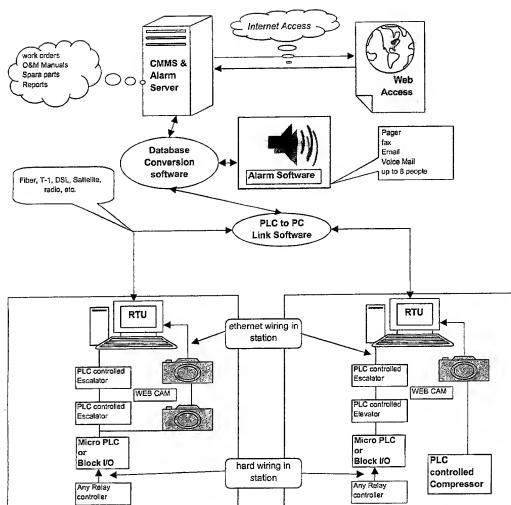 Internet Access
work orders
O&M Manuals
Spara parts
Reports
CMMS &
Alarm
Server
Web
Access
Database
Conversion
software
Alarm Software
Pager
fax
Email
Voice Mail
up to 8 people
Fiber, T-1, DSL, Sattelite,
radio, etc.
PLC to PC
Link Software
RTU
ethernet wiring in
station
RTU
PLC controlled
Escalator
WEB CAM
PLC controlled
Escalator
PLC controlled
Escalator
WEB CAM
PLC controlled
Elevator
Micro PLC
or
Block I/O
hard wiring in
station
Micro PLC
or
Block I/O
PLC
controlled
Compressor
Any Relay
controller
Any Relay
controller